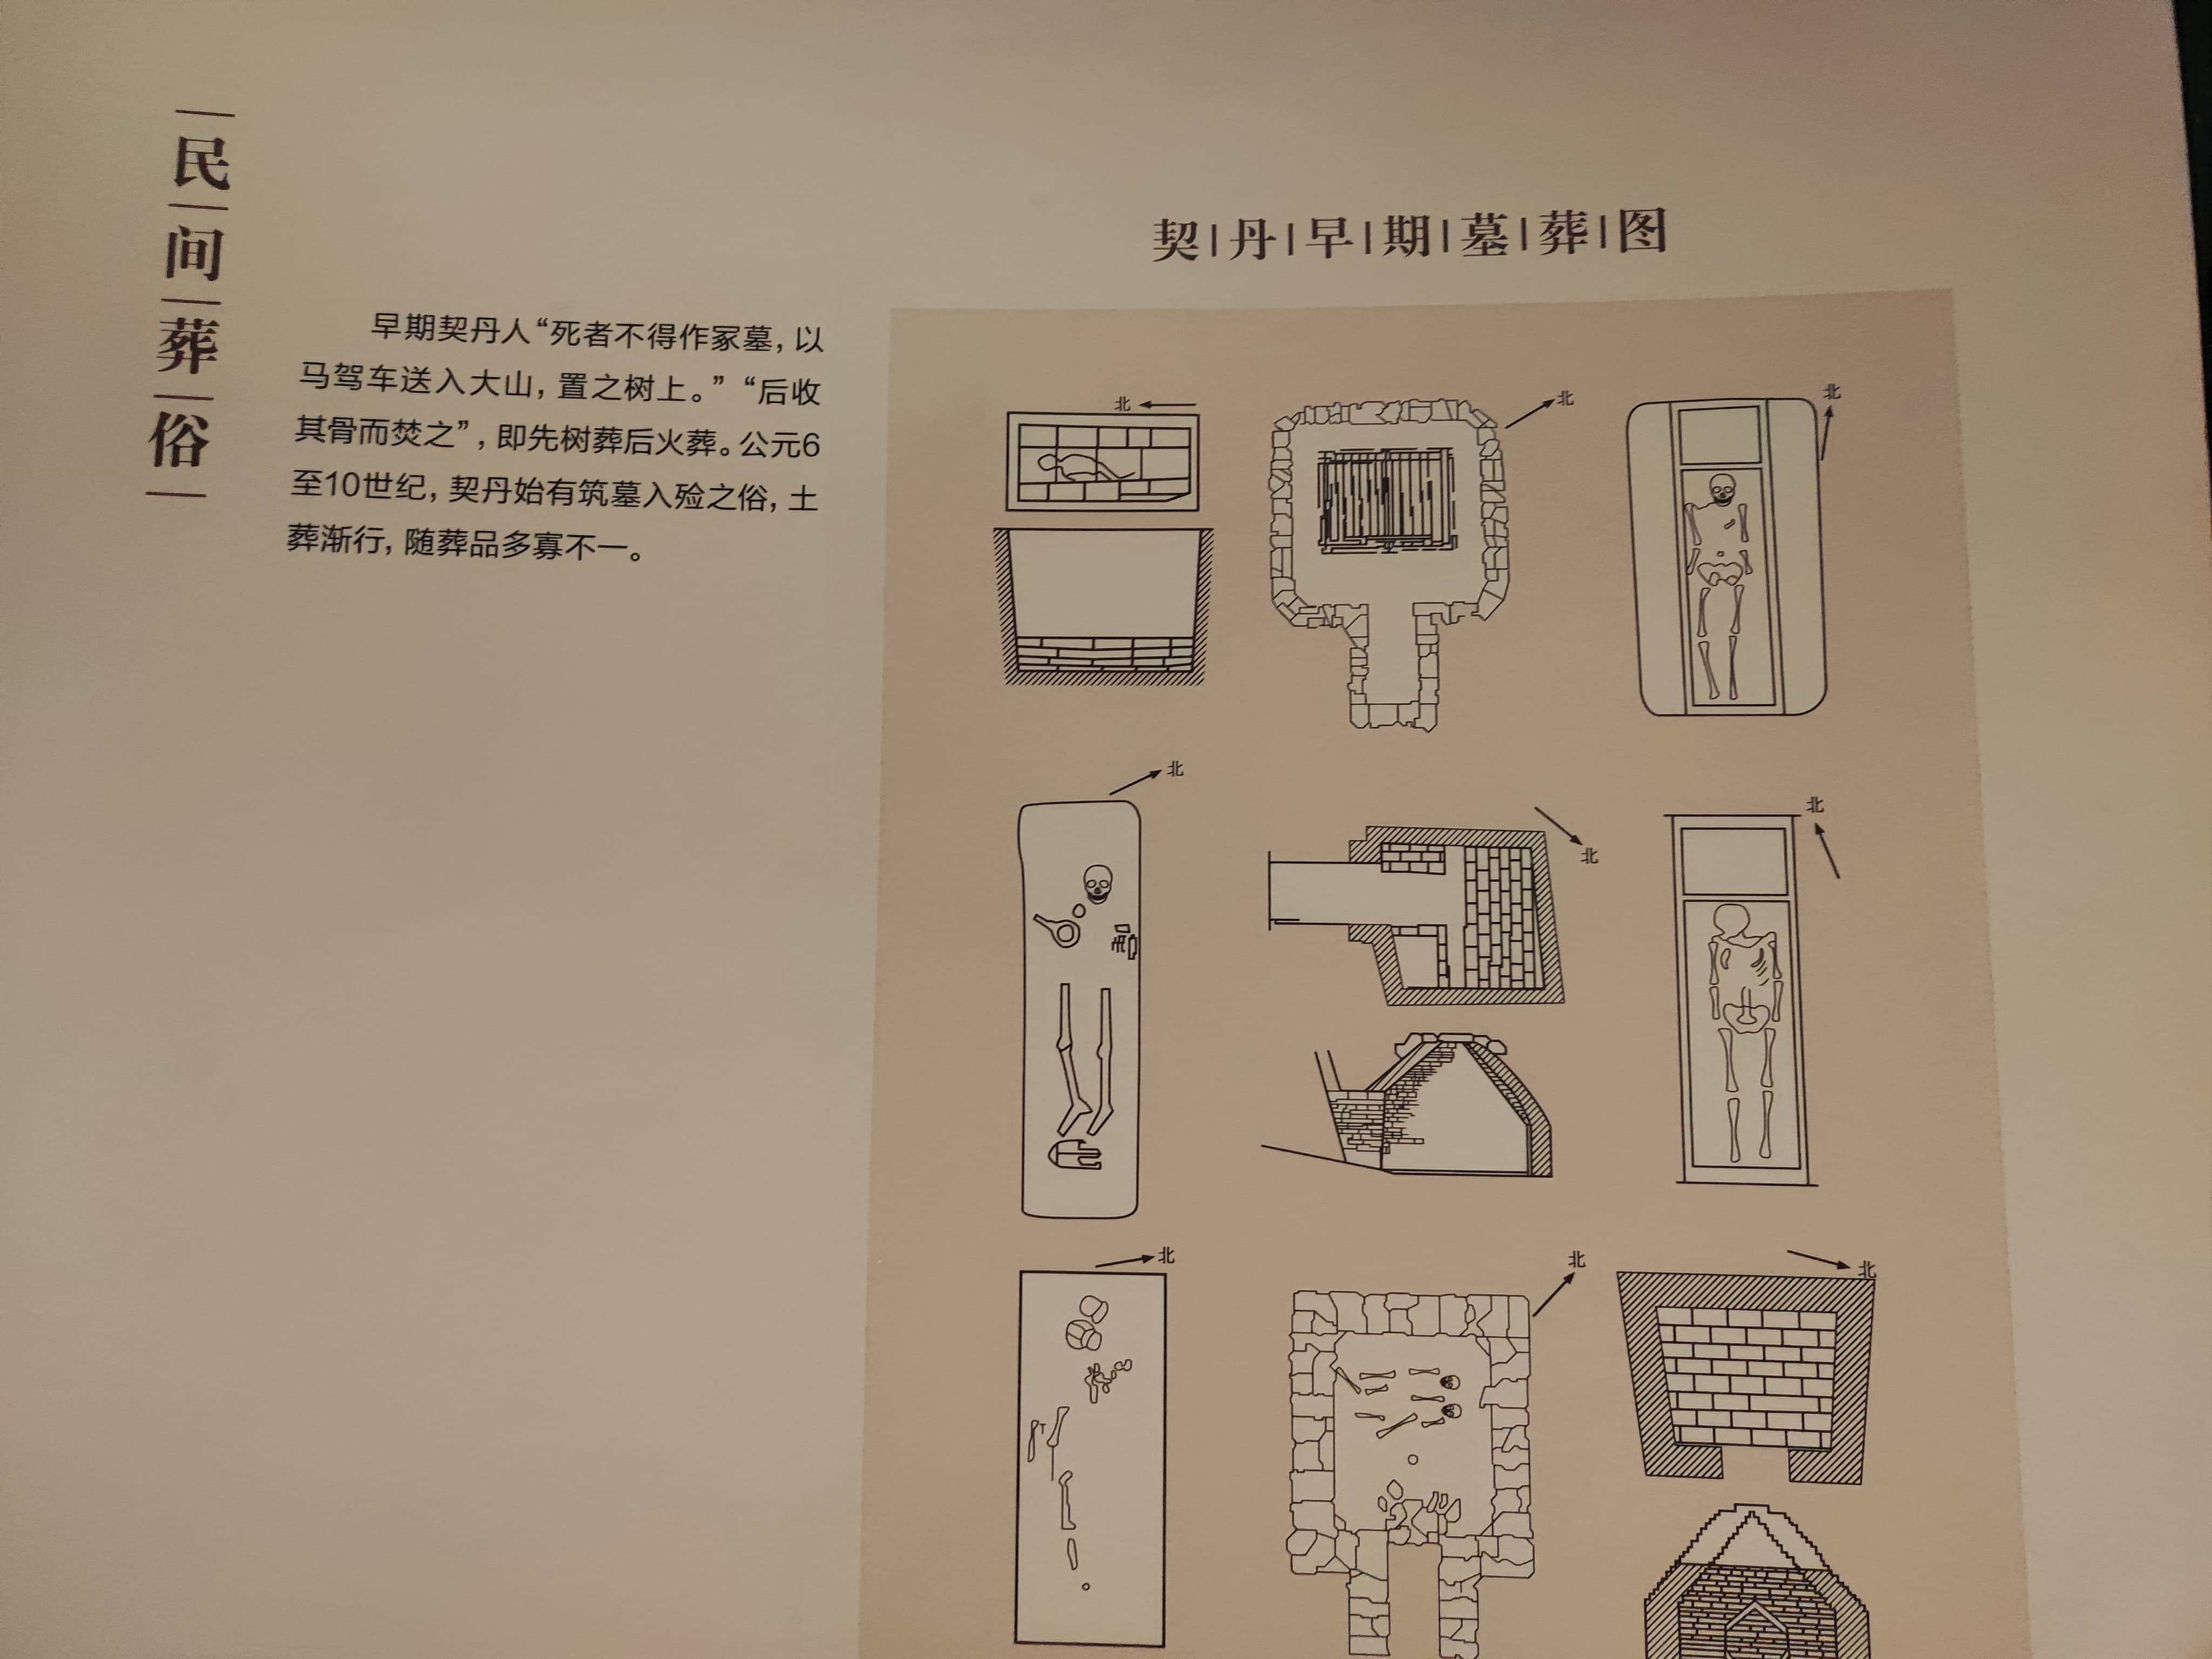 民间葬俗
早期契丹人“死者不得作冢墓，以
马驾车送入大山，置之树上。”“后收
其骨而焚之”，即先树葬后火葬。公元6
至10世纪，契丹始有筑墓入殓之俗，土
葬渐行，随葬品多寡不一。
契丹早期墓葬图
北
北
北
北
北
北
北
北
北